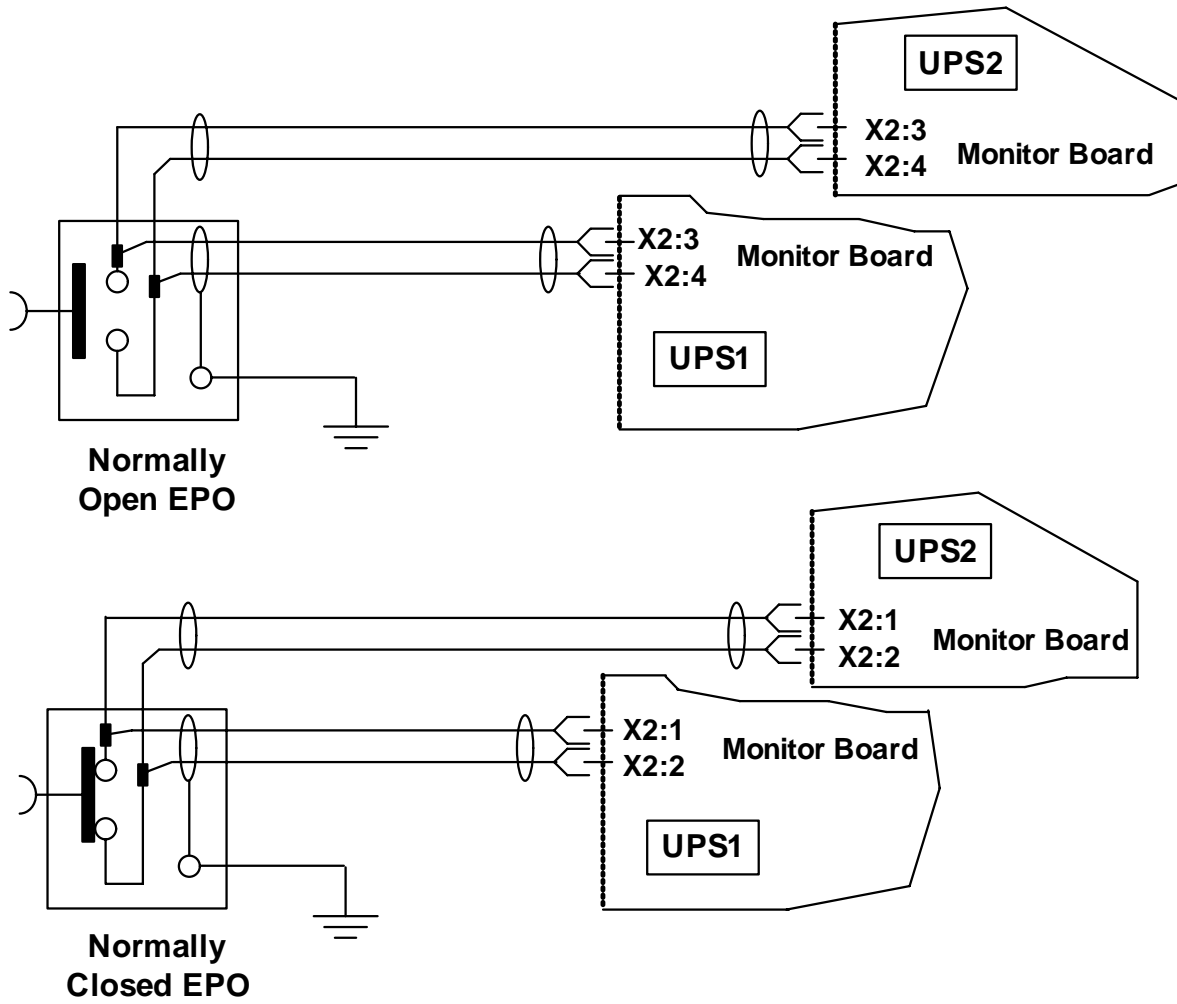 UPS2
X2:3
Monitor Board
X2:4
X2:3
Monitor Board
X2:4
UPS1
Normally
Open EPO
UPS2
X2:1
Monitor Board
X2:2
X2:1
Monitor Board
X2:2
UPS1
Normally
Closed EPO